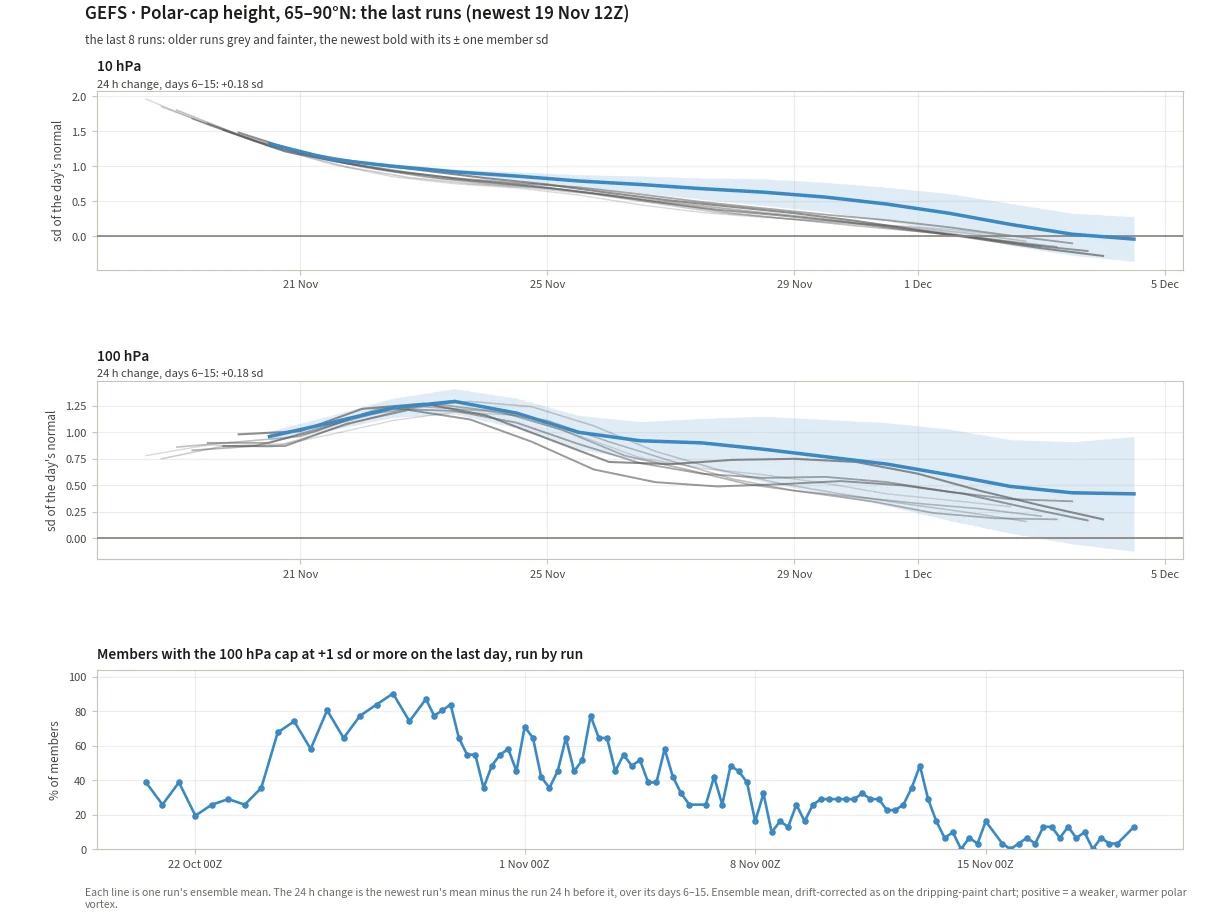 GEFS · Polar-cap height, 65–90°N: the last runs (newest 19 Nov 12Z)
the last 8 runs: older runs grey and fainter, the newest bold with its ± one member sd
10 hPa
24 h change, days 6–15: +0.18 sd
sd of the day's normal
2.0
1.5
1.0
0.5
0.0
21 Nov
25 Nov
29 Nov
1 Dec
5 Dec
100 hPa
24 h change, days 6–15: +0.18 sd
sd of the day's normal
1.25
1.00
0.75
0.50
0.25
0.00
21 Nov
25 Nov
29 Nov
1 Dec
5 Dec
Members with the 100 hPa cap at +1 sd or more on the last day, run by run
% of members
100
80
60
40
20
0
22 Oct 00Z
1 Nov 00Z
8 Nov 00Z
15 Nov 00Z
Each line is one run's ensemble mean. The 24 h change is the newest run's mean minus the run 24 h before it, over its days 6–15. Ensemble mean, drift-corrected as on the dripping-paint chart; positive = a weaker, warmer polar
vortex.